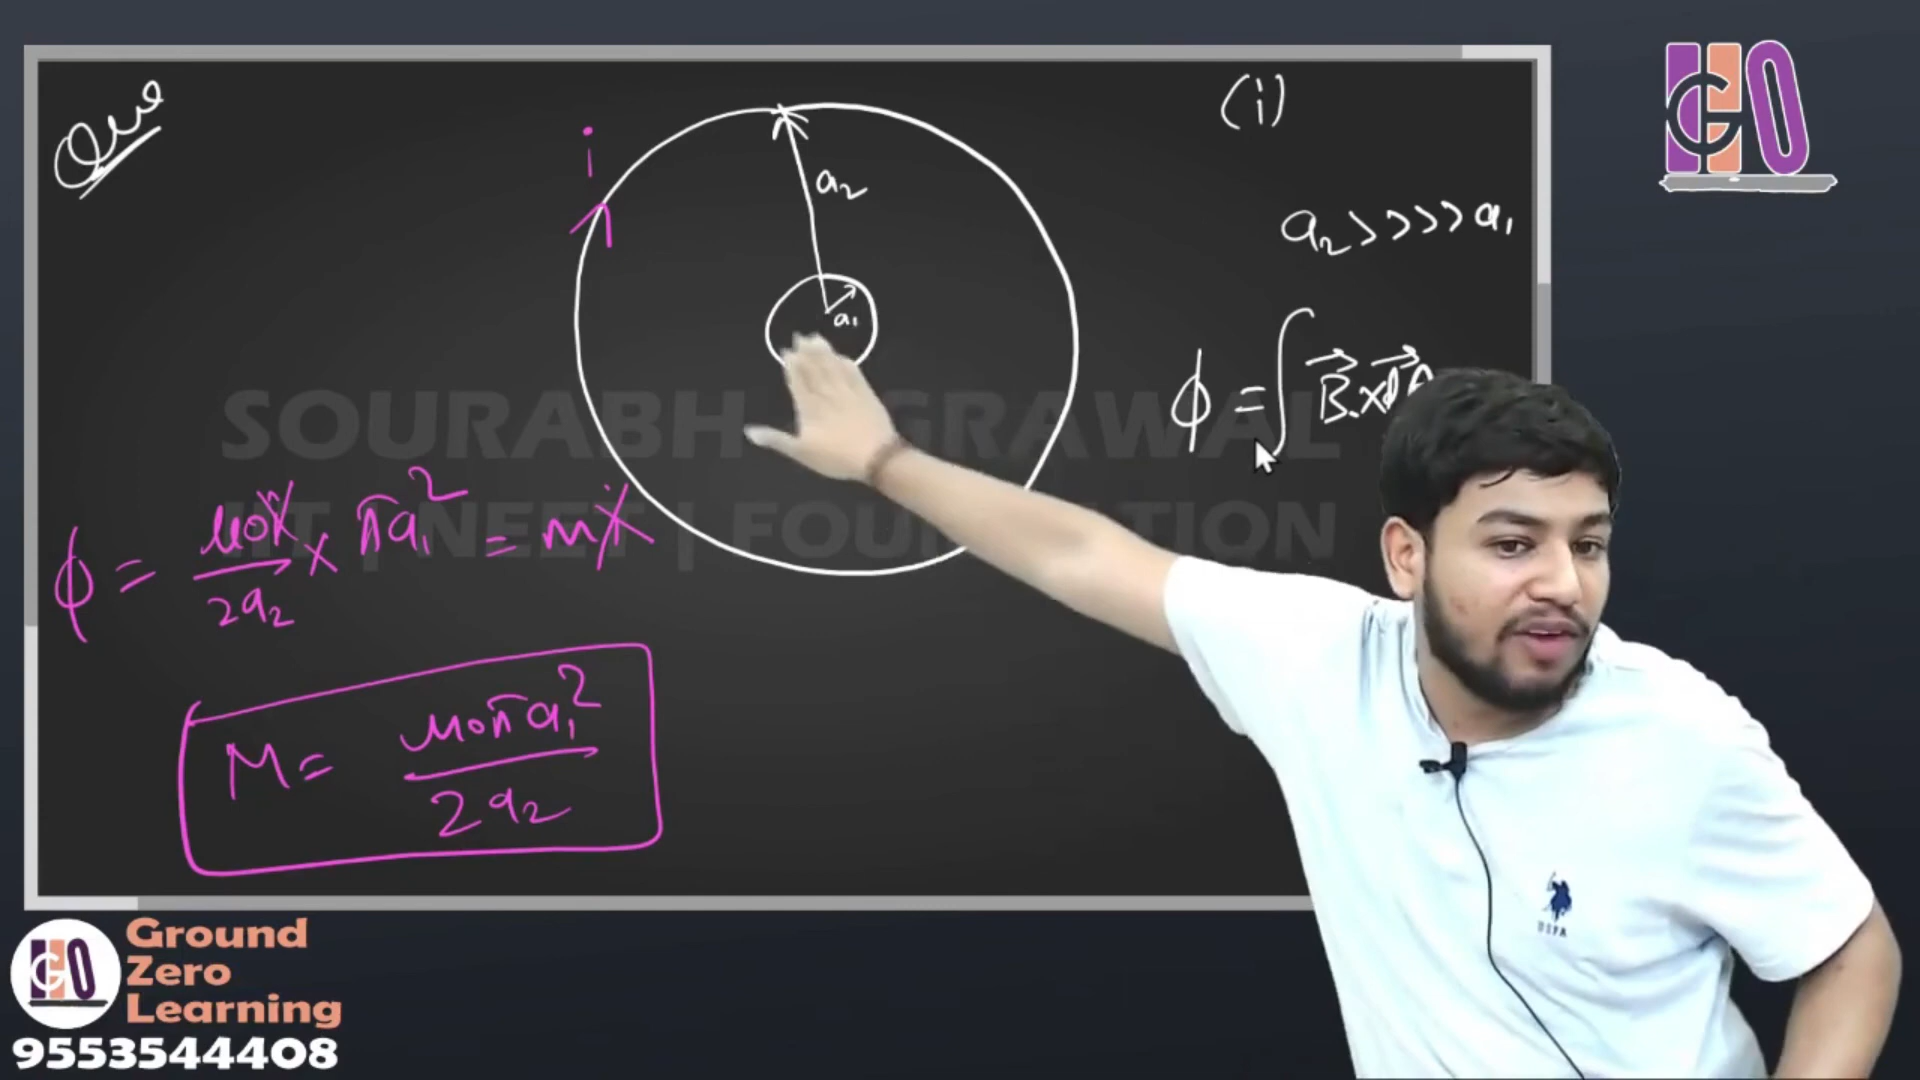 Que
(i)
i
a₂
a₂ >>>> a₁
a₁
ϕ = ∫ B⃗.×d⃗A
SOURABH AGRAWAL
IIT | NEET | FOUNDATION
ϕ = μ₀i/2a₂ × πa₁² = mi
M = μ₀πa₁²/2a₂
USPA
Ground
Zero
Learning
9553544408